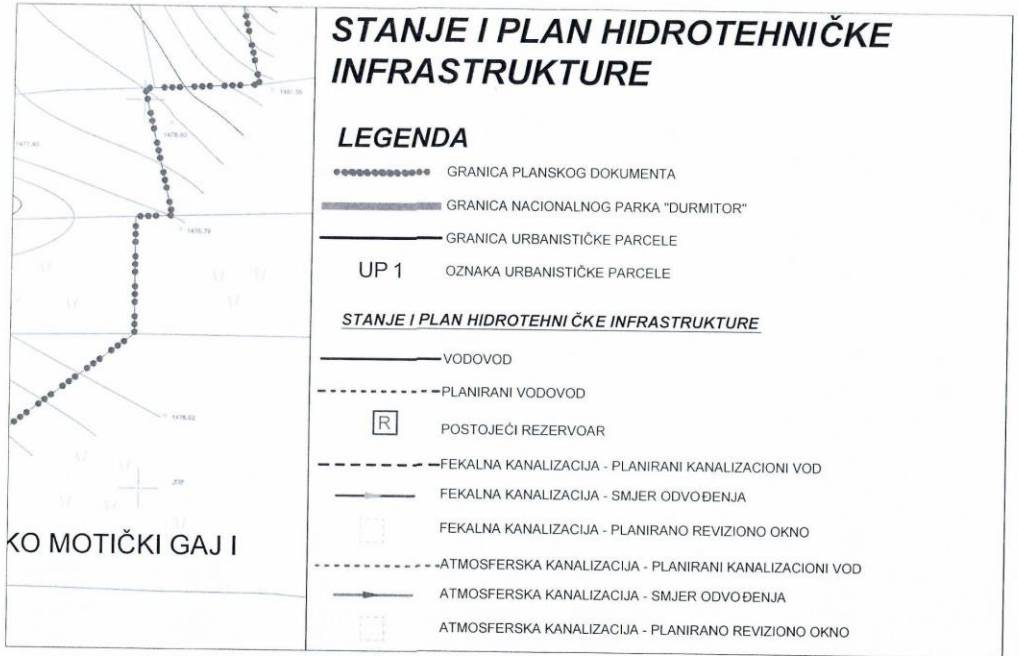 STANJE I PLAN HIDROTEHNIČKE
INFRASTRUKTURE
LEGENDA
GRANICA PLANSKOG DOKUMENTA
GRANICA NACIONALNOG PARKA "DURMITOR"
GRANICA URBANISTIČKE PARCELE
UP 1 OZNAKA URBANISTIČKE PARCELE
STANJE I PLAN HIDROTEHNI ČKE INFRASTRUKTURE
VODOVOD
PLANIRANI VODOVOD
R POSTOJEĆI REZERVOAR
FEKALNA KANALIZACIJA - PLANIRANI KANALIZACIONI VOD
FEKALNA KANALIZACIJA - SMJER ODVOĐENJA
FEKALNA KANALIZACIJA - PLANIRANO REVIZIONO OKNO
ATMOSFERSKA KANALIZACIJA - PLANIRANI KANALIZACIONI VOD
ATMOSFERSKA KANALIZACIJA - SMJER ODVOĐENJA
ATMOSFERSKA KANALIZACIJA - PLANIRANO REVIZIONO OKNO
KO MOTIČKI GAJ I